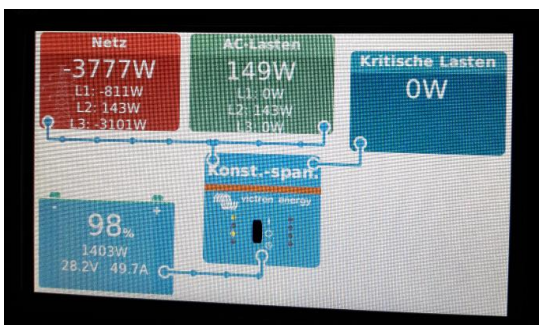 Netz
-3777W
L1: -811W
L2: 143W
L3: -3101W
AC-Lasten
149W
L1: 0W
L2: 143W
L3: 0W
Kritische Lasten
0W
Konst.-span.
victron energy
98%
1403W
28.2V 49.7A